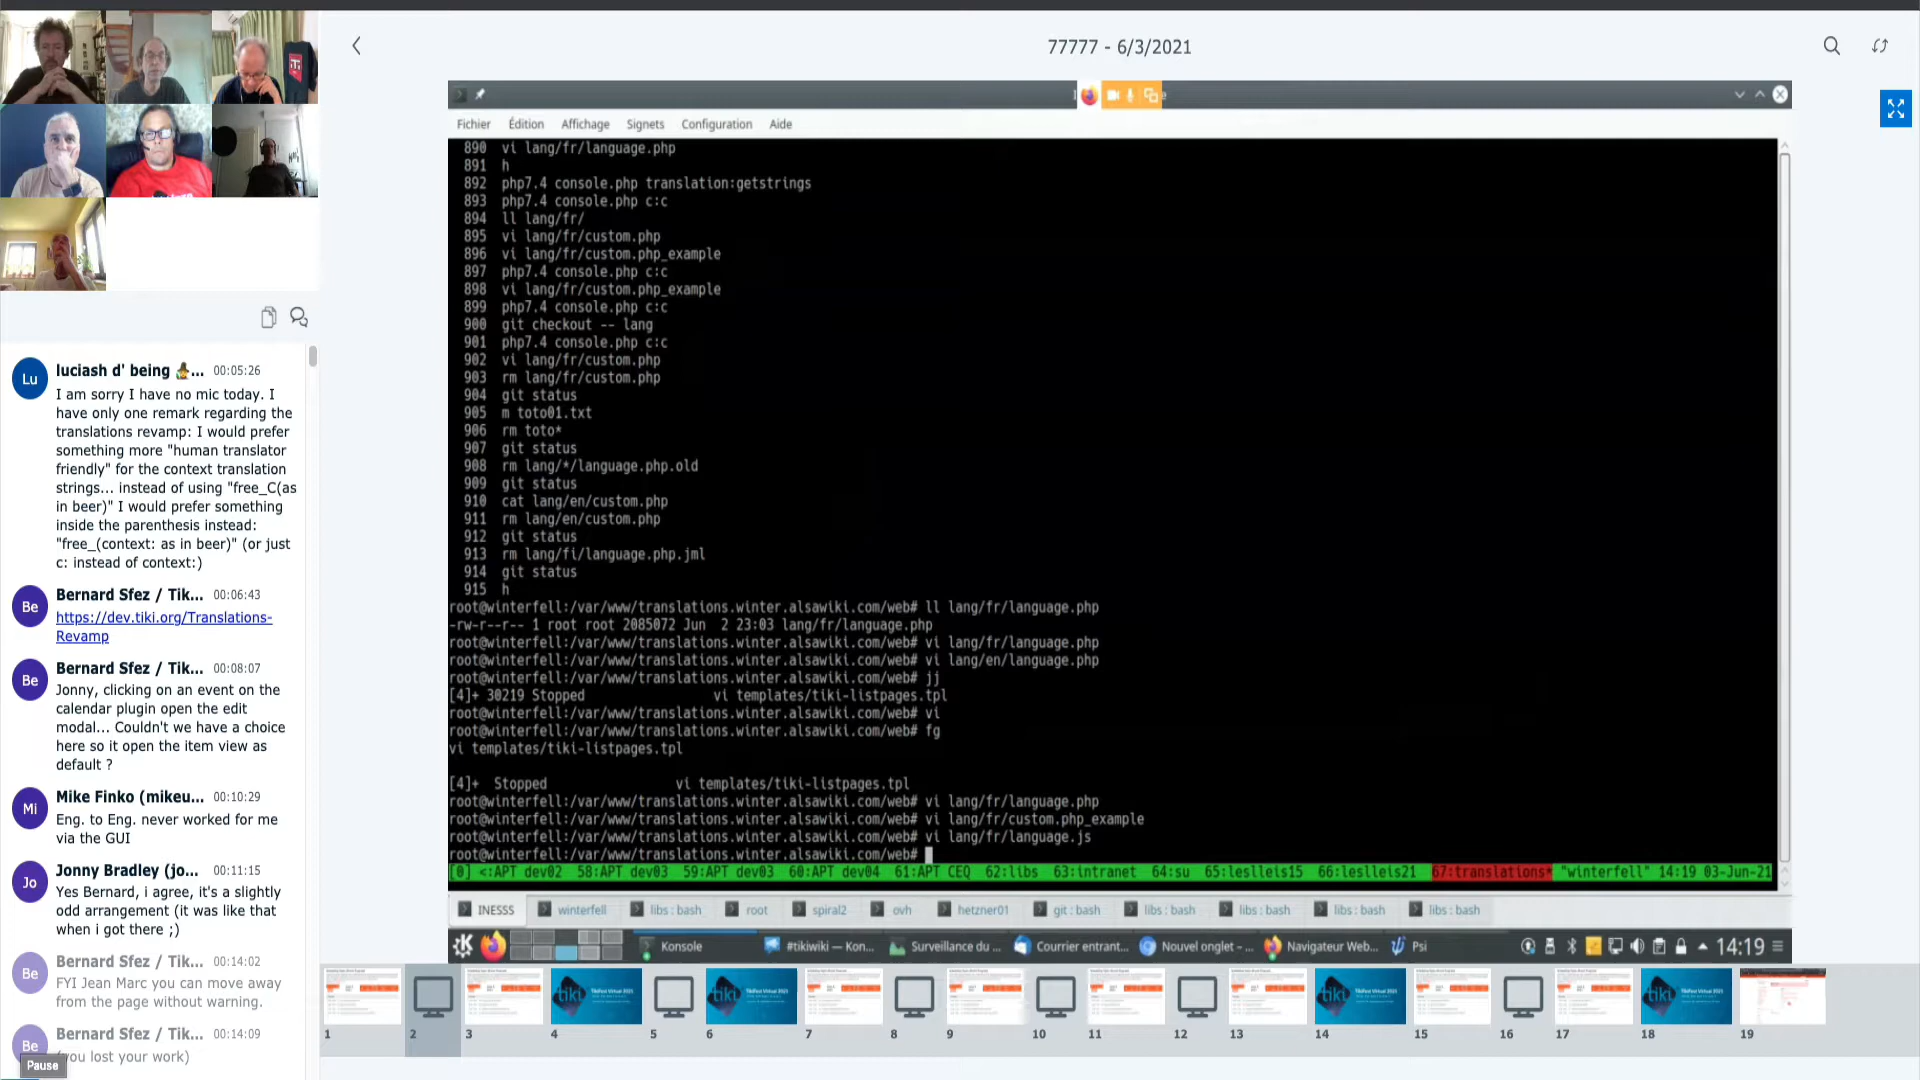 77777 - 6/3/2021
luciash d' being ... 00:05:26
I am sorry I have no mic today. I
have only one remark regarding the
translations revamp: I would prefer
something more "human translator
friendly" for the context translation
strings... instead of using "free_C(as
in beer)" I would prefer something
inside the parenthesis instead:
"free_(context: as in beer)" (or just
c: instead of context:)
Lu
Bernard Sfez / Tik... 00:06:43
Be
https://dev.tiki.org/Translations-
Revamp
Bernard Sfez / Tik... 00:08:07
Be
Jonny, clicking on an event on the
calendar plugin open the edit
modal... Couldn't we have a choice
here so it open the item view as
default ?
Mike Finko (mikeu... 00:10:29
Mi
Eng. to Eng. never worked for me
via the GUI
Jonny Bradley (jo... 00:11:15
Jo
Yes Bernard, i agree, it's a slightly
odd arrangement (it was like that
when i got there ;)
Bernard Sfez / Tik... 00:14:02
Be
FYI Jean Marc you can move away
from the page without warning.
Bernard Sfez / Tik... 00:14:09
Be
(you lost your work)
Pause
Fichier Édition Affichage Signets Configuration Aide
890 vi lang/fr/language.php
891 h
892 php7.4 console.php translation:getstrings
893 php7.4 console.php c:c
894 ll lang/fr/
895 vi lang/fr/custom.php
896 vi lang/fr/custom.php_example
897 php7.4 console.php c:c
898 vi lang/fr/custom.php_example
899 php7.4 console.php c:c
900 git checkout -- lang
901 php7.4 console.php c:c
902 vi lang/fr/custom.php
903 rm lang/fr/custom.php
904 git status
905 m toto01.txt
906 rm toto*
907 git status
908 rm lang/*/language.php.old
909 git status
910 cat lang/en/custom.php
911 rm lang/en/custom.php
912 git status
913 rm lang/fi/language.php.jml
914 git status
915 h
root@winterfell:/var/www/translations.winter.alsawiki.com/web# ll lang/fr/language.php
-rw-r--r-- 1 root root 2085072 Jun 2 23:03 lang/fr/language.php
root@winterfell:/var/www/translations.winter.alsawiki.com/web# vi lang/fr/language.php
root@winterfell:/var/www/translations.winter.alsawiki.com/web# vi lang/en/language.php
root@winterfell:/var/www/translations.winter.alsawiki.com/web# jj
[4]+ 30219 Stopped vi templates/tiki-listpages.tpl
root@winterfell:/var/www/translations.winter.alsawiki.com/web# vi
root@winterfell:/var/www/translations.winter.alsawiki.com/web# fg
vi templates/tiki-listpages.tpl
[4]+ Stopped vi templates/tiki-listpages.tpl
root@winterfell:/var/www/translations.winter.alsawiki.com/web# vi lang/fr/language.php
root@winterfell:/var/www/translations.winter.alsawiki.com/web# vi lang/fr/custom.php_example
root@winterfell:/var/www/translations.winter.alsawiki.com/web# vi lang/fr/language.js
root@winterfell:/var/www/translations.winter.alsawiki.com/web#
[0] <:APT dev02 58:APT dev03 59:APT dev03 60:APT dev04 61:APT CEQ 62:libs 63:intranet 64:su 65:leslleis15 66:leslleis21 67:translations* "winterfell" 14:19 03-Jun-21
INESSS winterfell libs : bash root spiral2 ovh hetzner01 git : bash libs : bash libs : bash libs : bash libs : bash
Konsole #tikiwiki — Kon... Surveillance du ... Courrier entrant... Nouvel onglet – ... Navigateur Web... Psi 14:19
tiki tiki tiki tiki
1 2 3 4 5 6 7 8 9 10 11 12 13 14 15 16 17 18 19